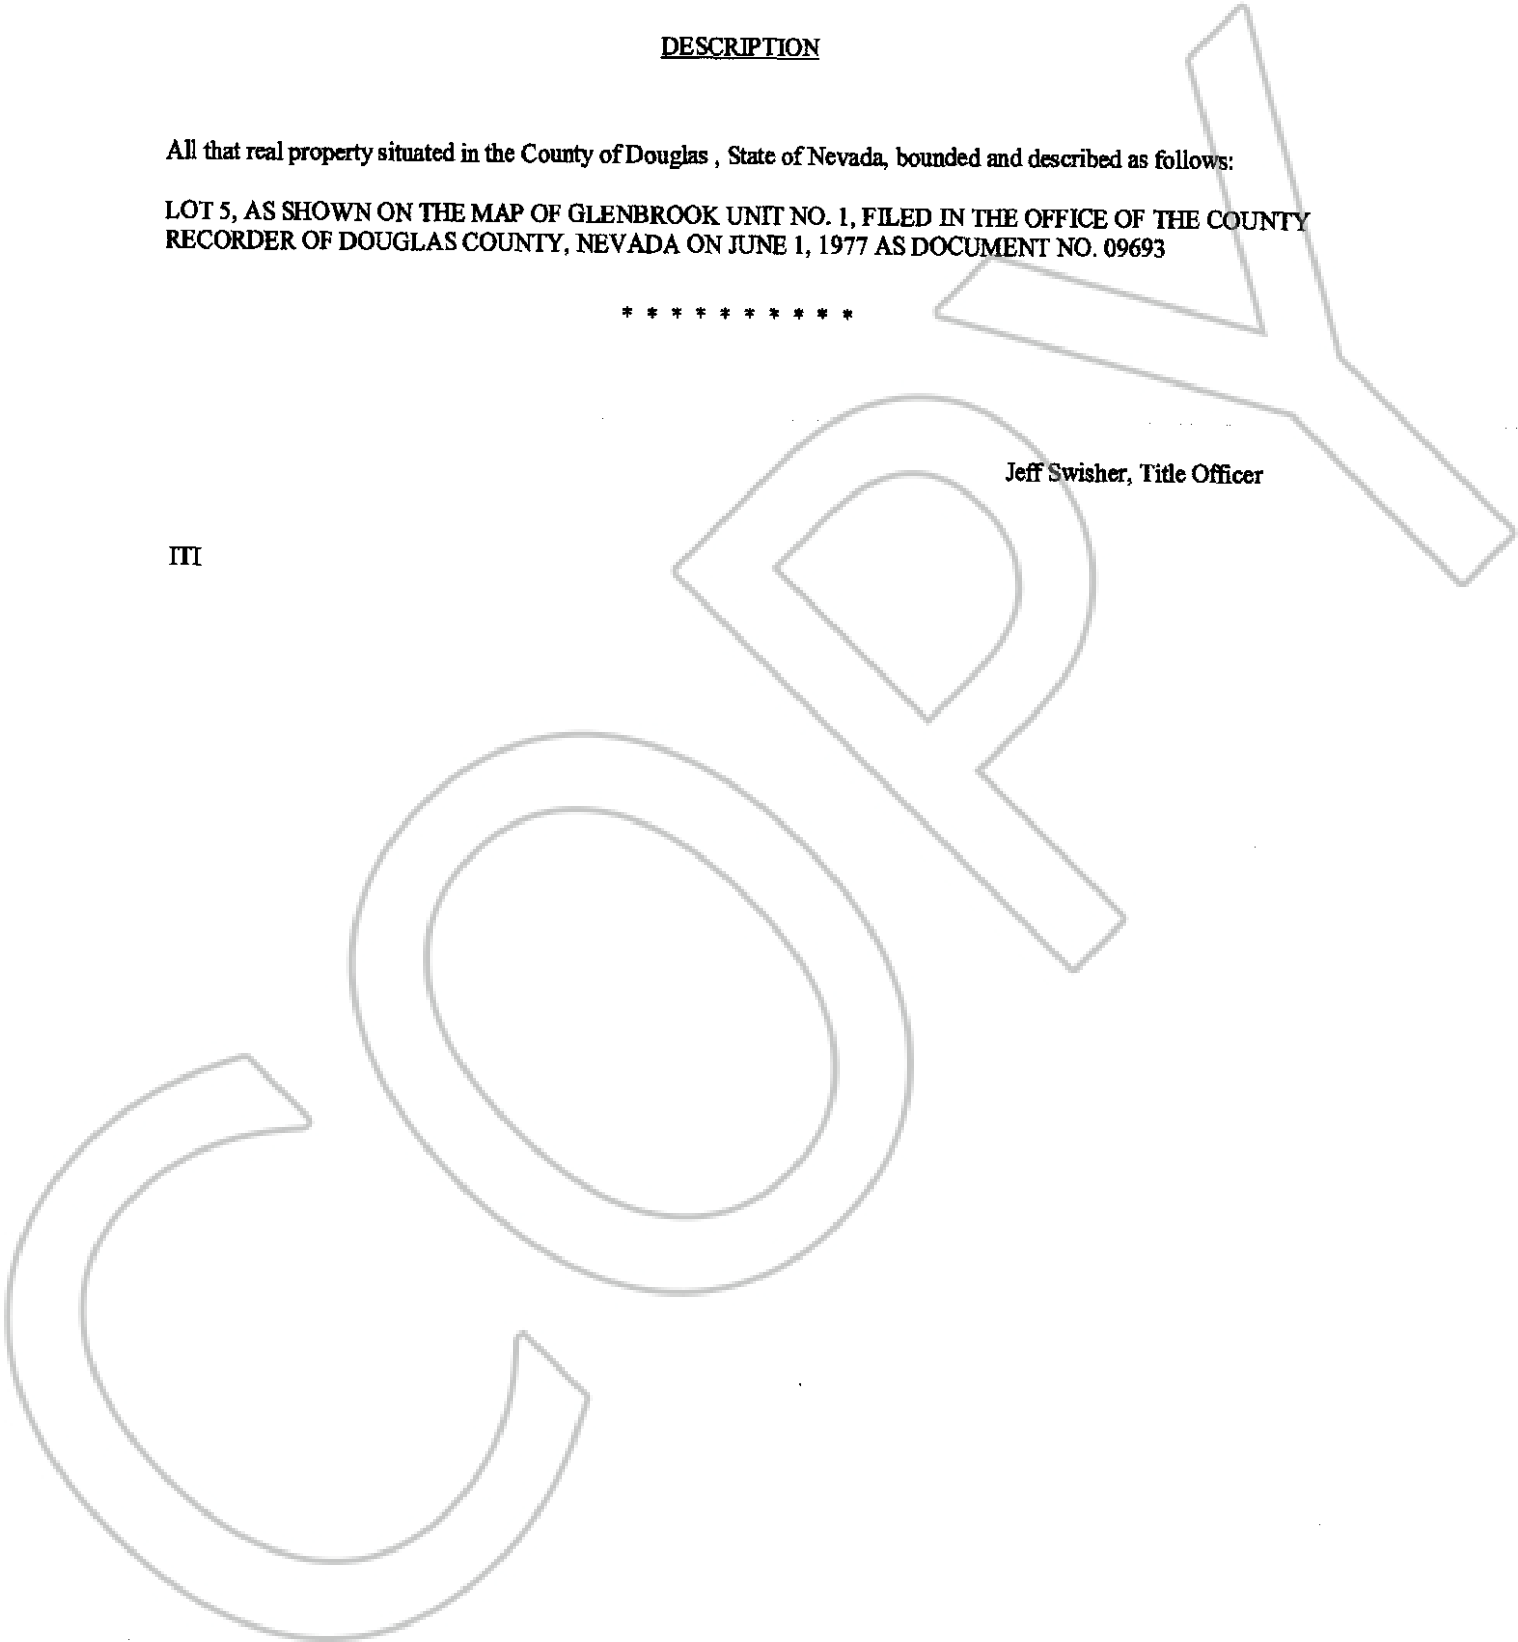 DESCRIPTION
All that real property situated in the County of Douglas , State of Nevada, bounded and described as follows:
LOT 5, AS SHOWN ON THE MAP OF GLENBROOK UNIT NO. 1, FILED IN THE OFFICE OF THE COUNTY
RECORDER OF DOUGLAS COUNTY, NEVADA ON JUNE 1, 1977 AS DOCUMENT NO. 09693
* * * * * * * * * *
Jeff Swisher, Title Officer
ITI
COPY